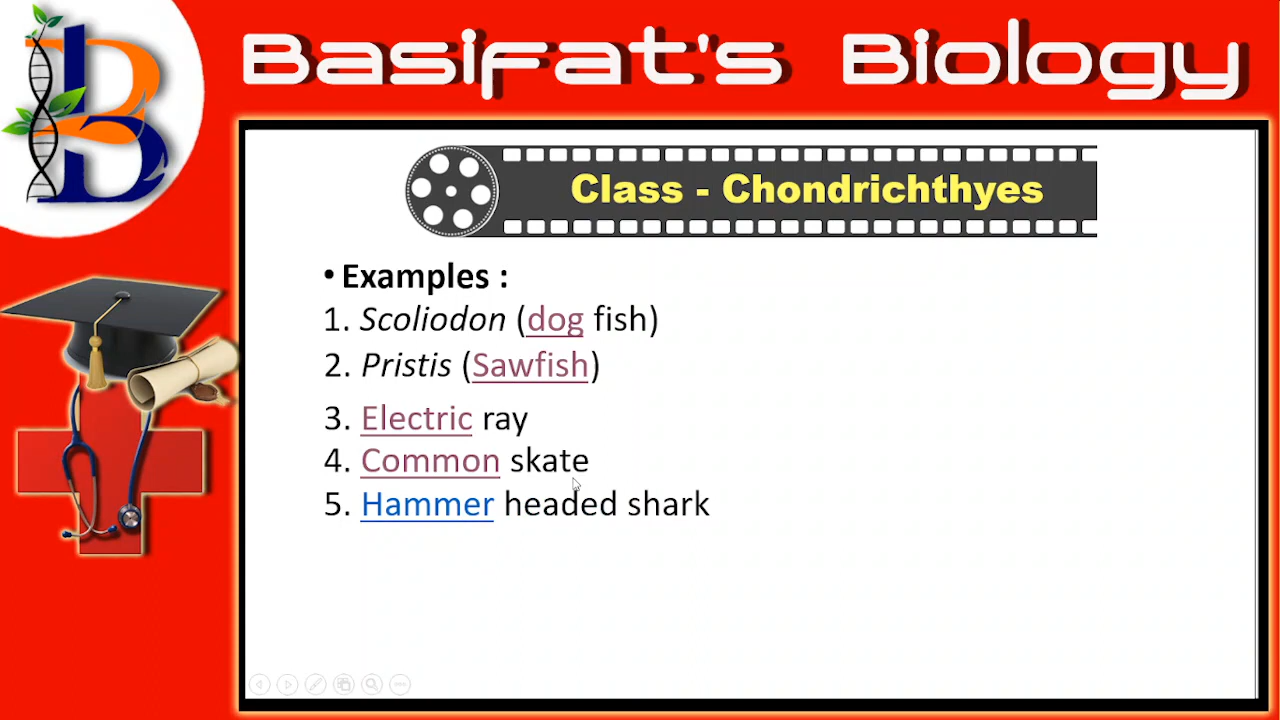 Basifat's Biology
Class - Chondrichthyes
• Examples :
1. Scoliodon (dog fish)
2. Pristis (Sawfish)
3. Electric ray
4. Common skate
5. Hammer headed shark